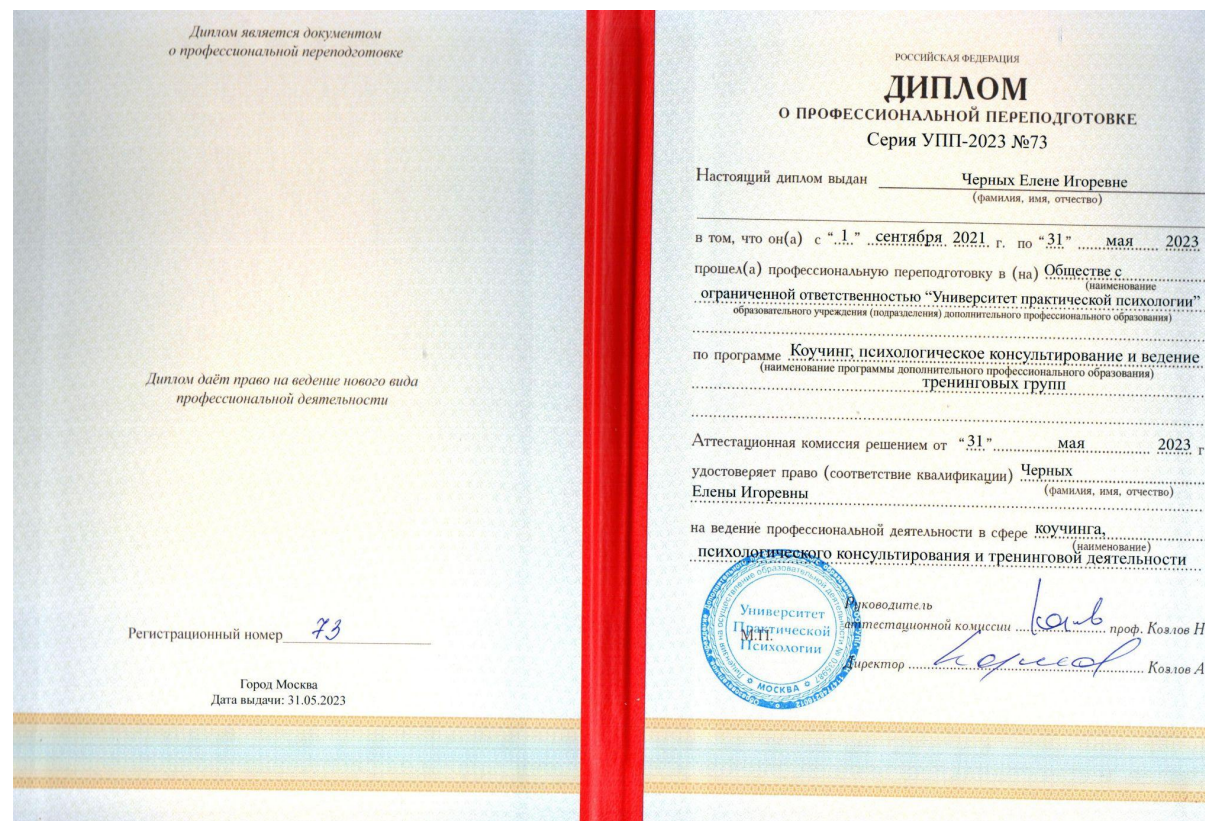 Диплом является документом
о профессиональной переподготовке
Диплом даёт право на ведение нового вида
профессиональной деятельности
Регистрационный номер 73
Город Москва
Дата выдачи: 31.05.2023
РОССИЙСКАЯ ФЕДЕРАЦИЯ
ДИПЛОМ
О ПРОФЕССИОНАЛЬНОЙ ПЕРЕПОДГОТОВКЕ
Серия УПП-2023 №73
Настоящий диплом выдан Черных Елене Игоревне
(фамилия, имя, отчество)
в том, что он(а) с “1” сентября 2021 г. по “31” мая 2023
прошел(а) профессиональную переподготовку в (на) Обществе с
(наименование
ограниченной ответственностью “Университет практической психологии”
образовательного учреждения (подразделения) дополнительного профессионального образования)
по программе Коучинг, психологическое консультирование и ведение
(наименование программы дополнительного профессионального образования)
тренинговых групп
Аттестационная комиссия решением от “31” мая 2023 г
удостоверяет право (соответствие квалификации) Черных
Елены Игоревны (фамилия, имя, отчество)
на ведение профессиональной деятельности в сфере коучинга,
(наименование)
психологического консультирования и тренинговой деятельности
Университет
Практической
Психологии
М.П.
МОСКВА
Руководитель
аттестационной комиссии проф. Козлов Н
Директор Козлов А